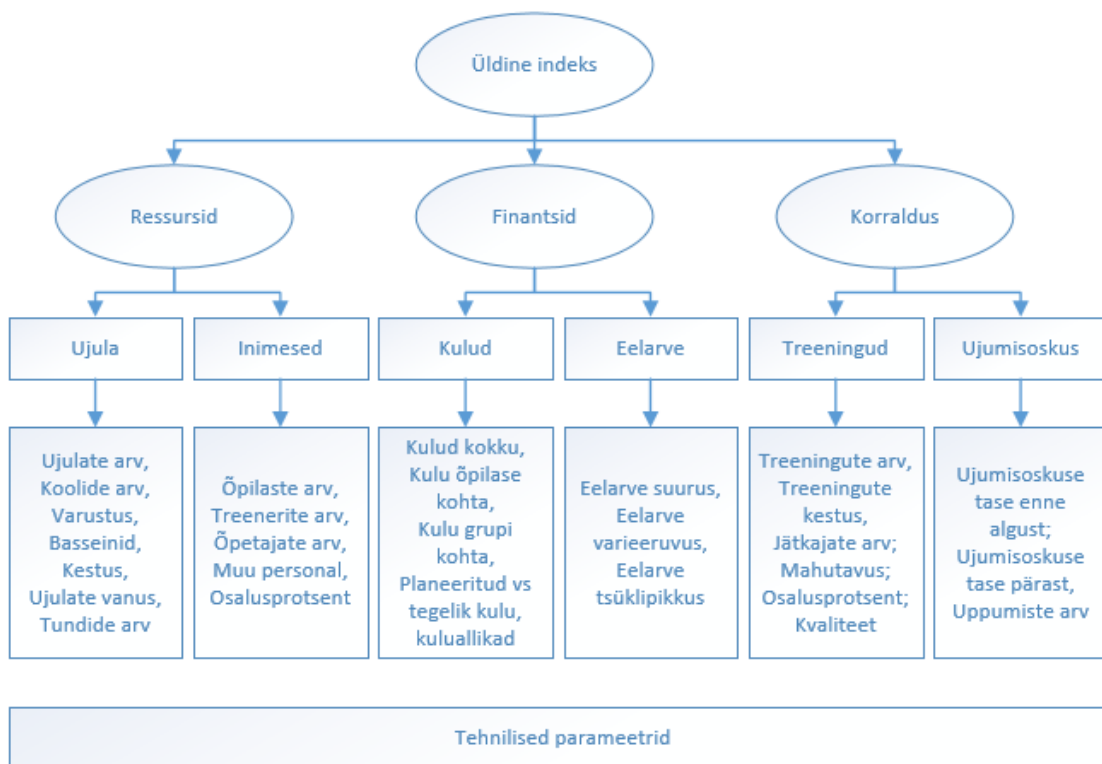 Üldine indeks
Ressursid
Finantsid
Korraldus
Ujula
Inimesed
Kulud
Eelarve
Treeningud
Ujumisoskus
Ujulate arv,
Koolide arv,
Varustus,
Basseinid,
Kestus,
Ujulate vanus,
Tundide arv
Õpilaste arv,
Treenerite arv,
Õpetajate arv,
Muu personal,
Osalusprotsent
Kulud kokku,
Kulu õpilase
kohta,
Kulu grupi
kohta,
Planeeritud vs
tegelik kulu,
kuluallikad
Eelarve suurus,
Eelarve
varieeruvus,
Eelarve
tsüklipikkus
Treeningute arv,
Treeningute
kestus,
Jätkajate arv;
Mahutavus;
Osalusprotsent;
Kvaliteet
Ujumisoskuse
tase enne
algust;
Ujumisoskuse
tase pärast,
Uppumiste arv
Tehnilised parameetrid